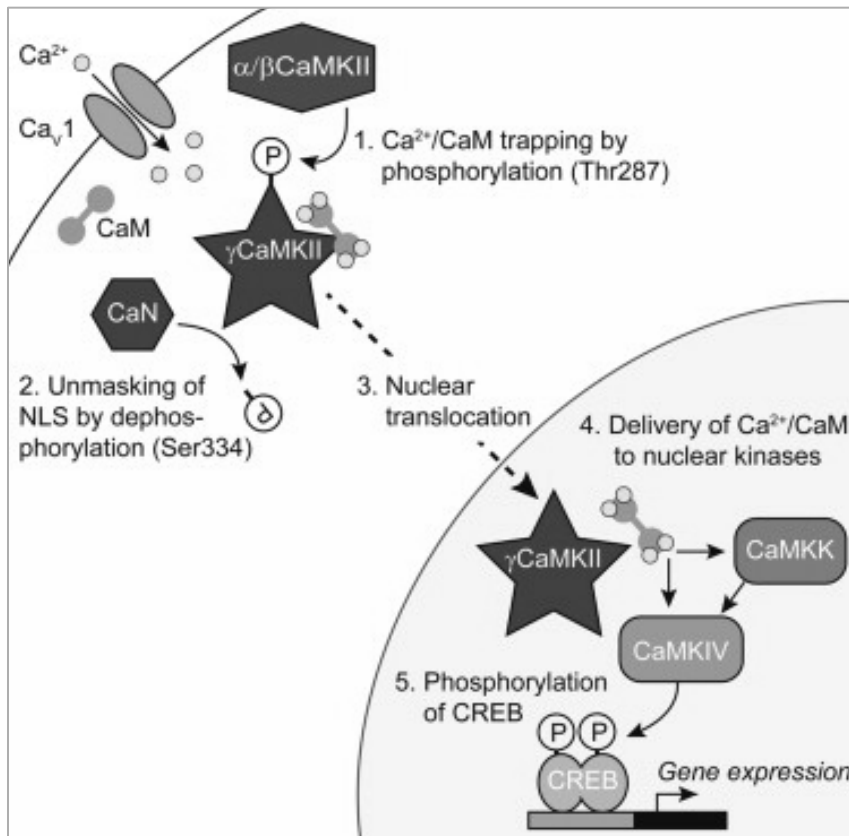 Ca²⁺
α/βCaMKII
Caᵥ1
P
1. Ca²⁺/CaM trapping by
phosphorylation (Thr287)
CaM
γCaMKII
CaN
2. Unmasking of
NLS by dephos-
phorylation (Ser334)
P
3. Nuclear
translocation
4. Delivery of Ca²⁺/CaM
to nuclear kinases
γCaMKII
CaMKK
CaMKIV
5. Phosphorylation
of CREB
P P
CREB
Gene expression